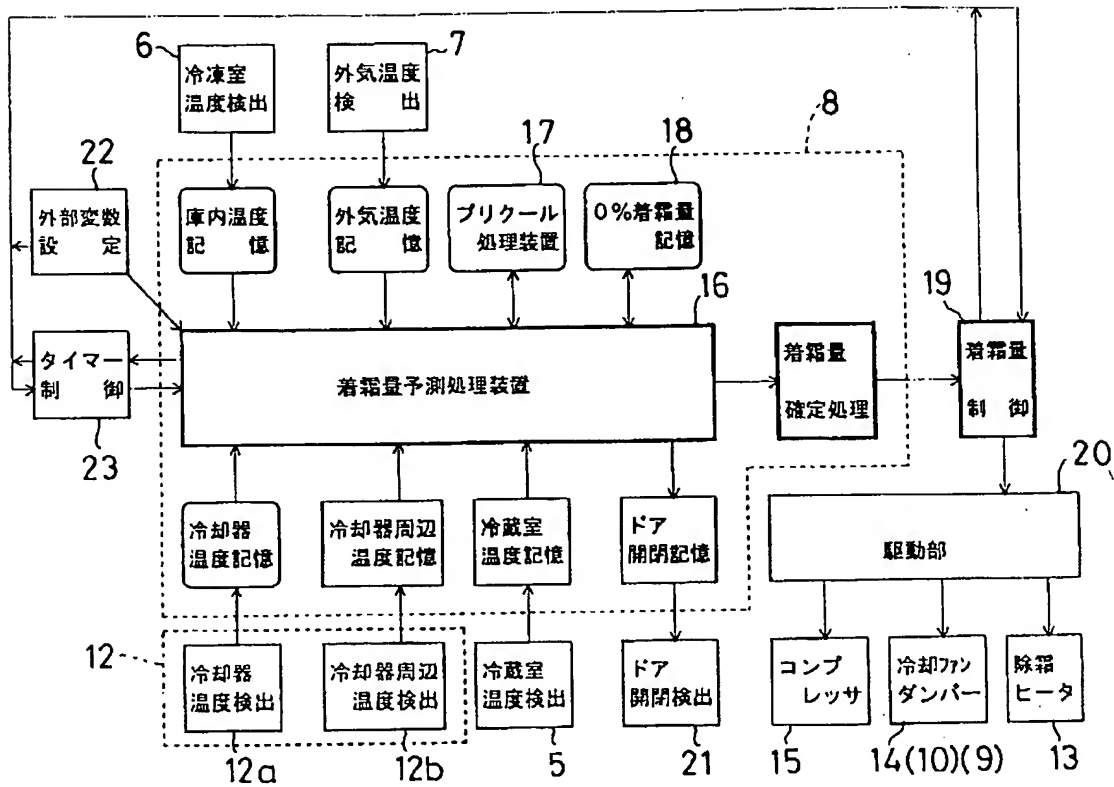 6
冷凍室
温度検出
7
外気温度
検 出
8
17
18
22
外部変数
設 定
庫内温度
記 憶
外気温度
記 憶
プリクール
処理装置
0%着霜量
記憶
16
19
タイマー
制 御
23
着霜量予測処理装置
着霜量
確定処理
着霜量
制 御
20
冷却器
温度記憶
冷却器周辺
温度記憶
冷蔵室
温度記憶
ドア
開閉記憶
駆動部
12
冷却器
温度検出
冷却器周辺
温度検出
冷蔵室
温度検出
ドア
開閉検出
コンプ
レッサ
冷却ファン
ダンパー
除霜
ヒータ
12a
12b
5
21
15
14(10)(9)
13